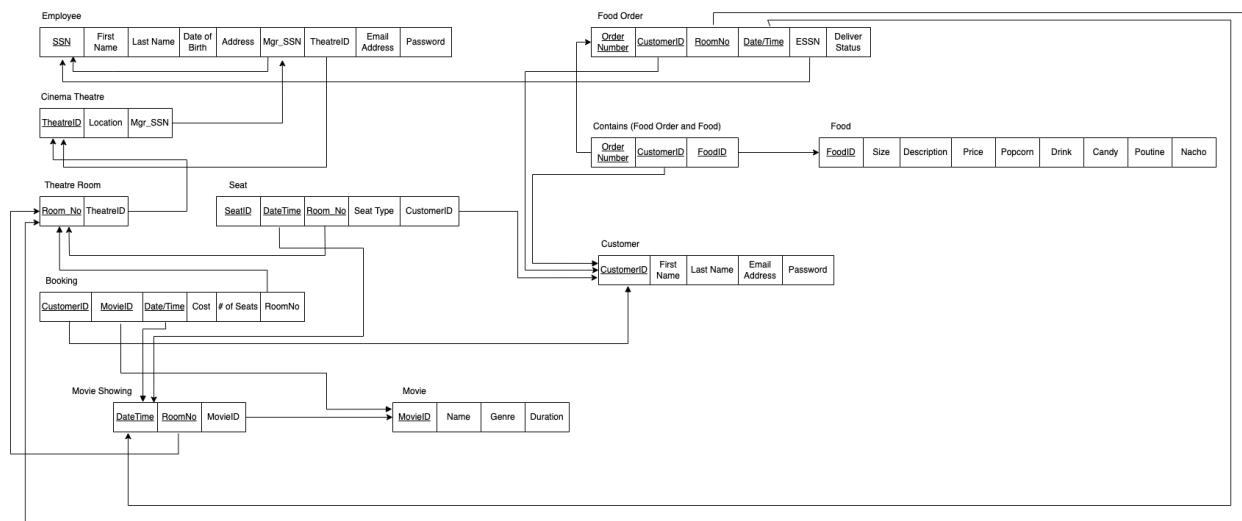 Employee
SSN First Name Last Name Date of Birth Address Mgr_SSN TheatreID Email Address Password
Food Order
Order Number CustomerID RoomNo Date/Time ESSN Deliver Status
Cinema Theatre
TheatreID Location Mgr_SSN
Contains (Food Order and Food)
Order Number CustomerID FoodID
Food
FoodID Size Description Price Popcorn Drink Candy Poutine Nacho
Theatre Room
Room_No TheatreID
Seat
SeatID DateTime Room_No Seat Type CustomerID
Customer
CustomerID First Name Last Name Email Address Password
Booking
CustomerID MovieID Date/Time Cost # of Seats RoomNo
Movie Showing
DateTime RoomNo MovieID
Movie
MovieID Name Genre Duration